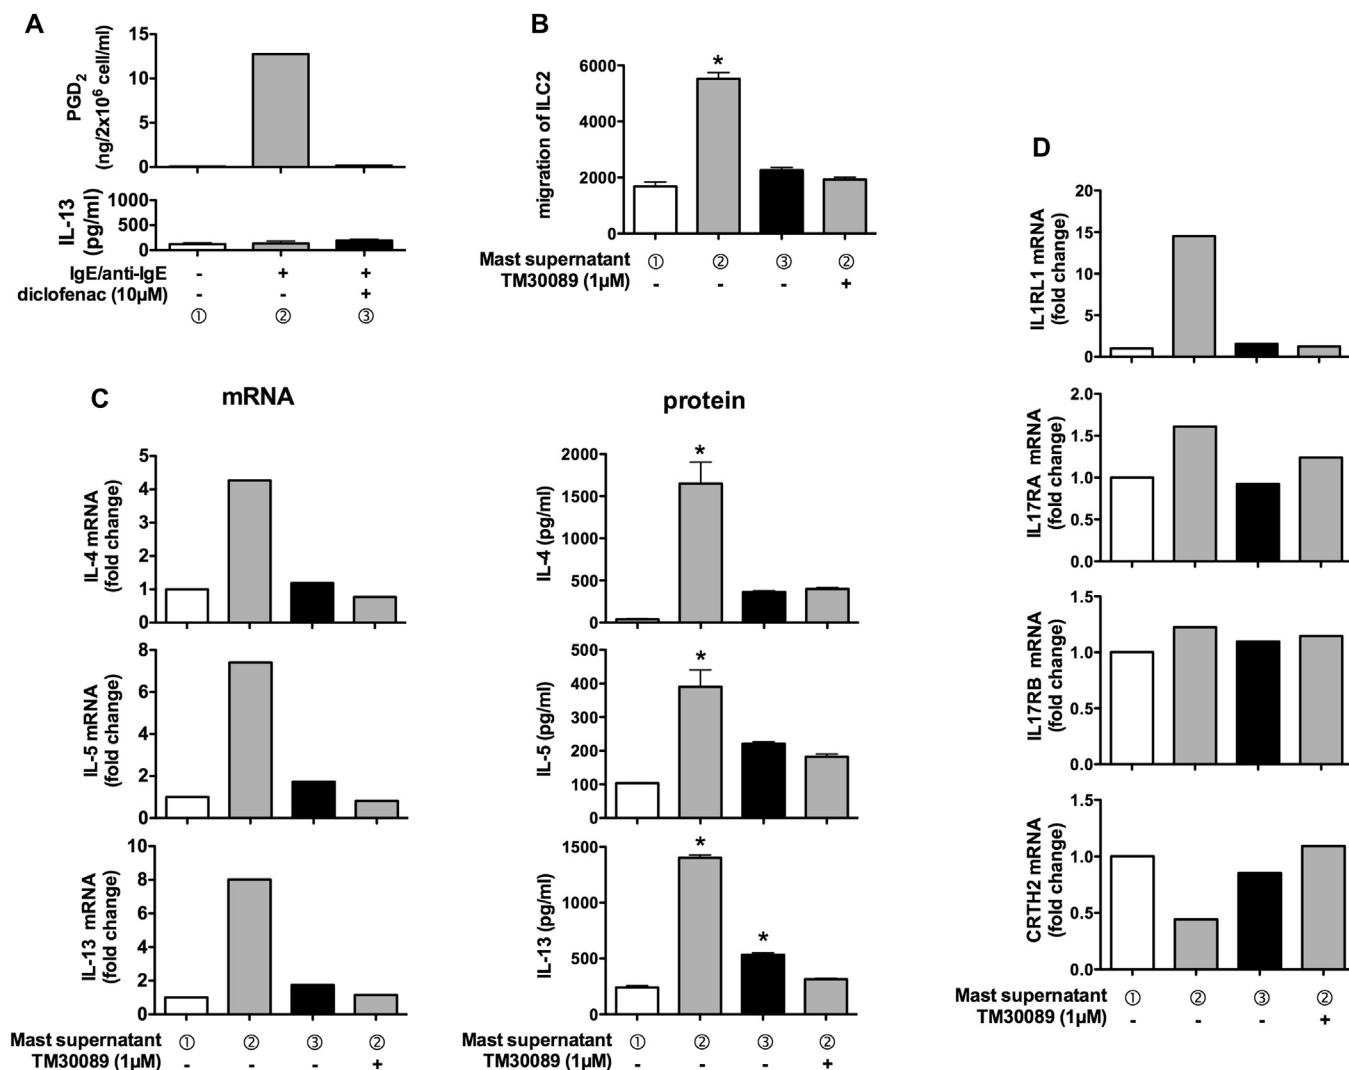 A
PGD2
(ng/2x10^6 cell/ml)
15
10
5
0
IL-13
(pg/ml)
1000
500
0
IgE/anti-IgE - + +
diclofenac (10µM) - - +
① ② ③
B
migration of ILC2
6000
4000
2000
0
*
Mast supernatant ① ② ③ ②
TM30089 (1µM) - - - +
C
mRNA
IL-4 mRNA
(fold change)
5
4
3
2
1
0
IL-5 mRNA
(fold change)
8
6
4
2
0
IL-13 mRNA
(fold change)
10
8
6
4
2
0
Mast supernatant ① ② ③ ②
TM30089 (1µM) - - - +
protein
IL-4 (pg/ml)
2000
1500
1000
500
0
*
IL-5 (pg/ml)
500
400
300
200
100
0
*
IL-13 (pg/ml)
1500
1000
500
0
*
*
① ② ③ ②
- - - +
D
IL1RL1 mRNA
(fold change)
20
15
10
5
0
IL17RA mRNA
(fold change)
2.0
1.5
1.0
0.5
0.0
IL17RB mRNA
(fold change)
1.5
1.0
0.5
0.0
CRTH2 mRNA
(fold change)
1.5
1.0
0.5
0.0
Mast supernatant ① ② ③ ②
TM30089 (1µM) - - - +